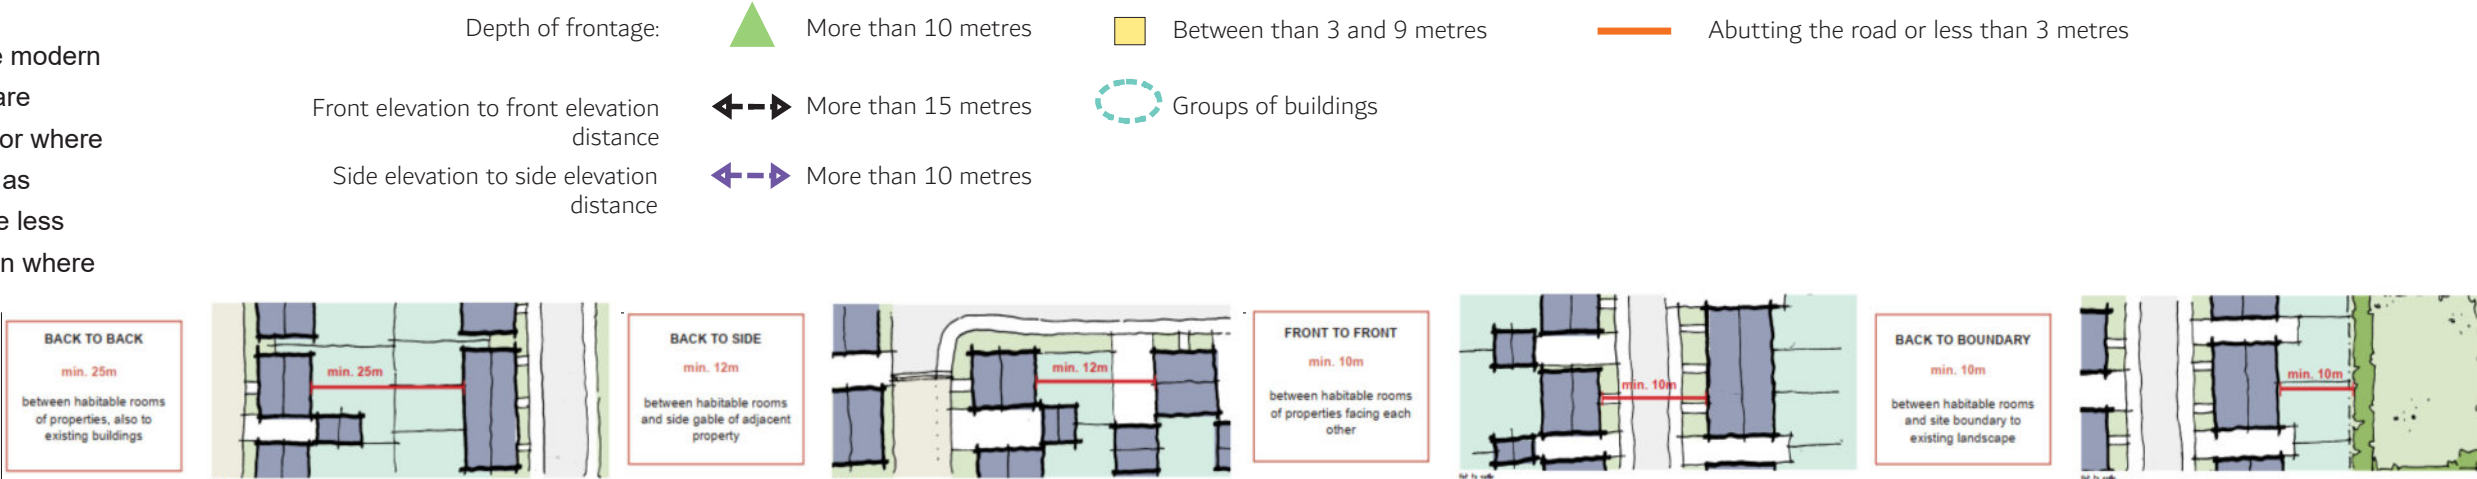 e modern
are
or where
as
e less
n where
Depth of frontage:
More than 10 metres
Between than 3 and 9 metres
Abutting the road or less than 3 metres
Front elevation to front elevation
distance
More than 15 metres
Groups of buildings
Side elevation to side elevation
distance
More than 10 metres
BACK TO BACK
min. 25m
between habitable rooms
of properties, also to
existing buildings
min. 25m
BACK TO SIDE
min. 12m
between habitable rooms
and side gable of adjacent
property
min. 12m
FRONT TO FRONT
min. 10m
between habitable rooms
of properties facing each
other
min. 10m
BACK TO BOUNDARY
min. 10m
between habitable rooms
and site boundary to
existing landscape
min. 10m